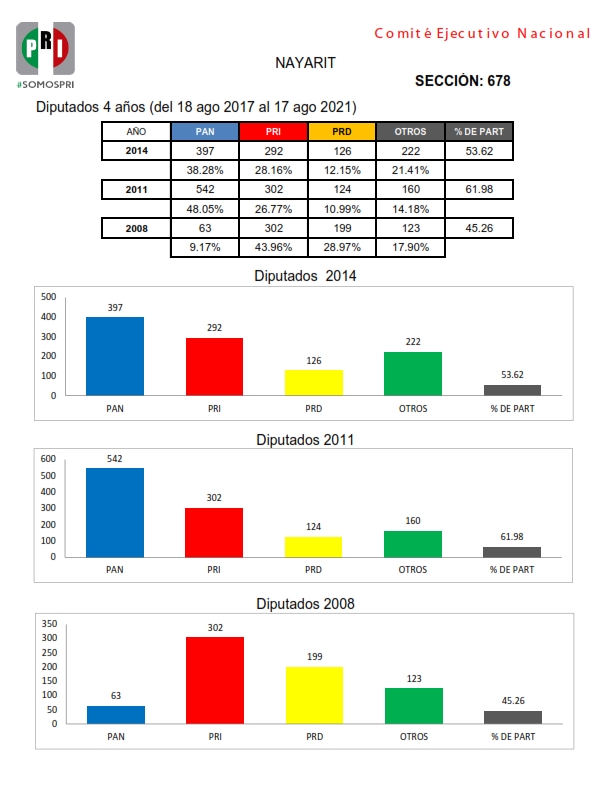 Comité Ejecutivo Nacional
PRI
#SOMOSPRI
NAYARIT
SECCIÓN: 678
Diputados 4 años (del 18 ago 2017 al 17 ago 2021)
AÑO PAN PRI PRD OTROS % DE PART
2014 397 292 126 222 53.62
38.28% 28.16% 12.15% 21.41%
2011 542 302 124 160 61.98
48.05% 26.77% 10.99% 14.18%
2008 63 302 199 123 45.26
9.17% 43.96% 28.97% 17.90%
Diputados 2014
500
400
300
200
100
0
397 292 126 222 53.62
PAN PRI PRD OTROS % DE PART
Diputados 2011
600
500
400
300
200
100
0
542 302 124 160 61.98
PAN PRI PRD OTROS % DE PART
Diputados 2008
350
300
250
200
150
100
50
0
63 302 199 123 45.26
PAN PRI PRD OTROS % DE PART